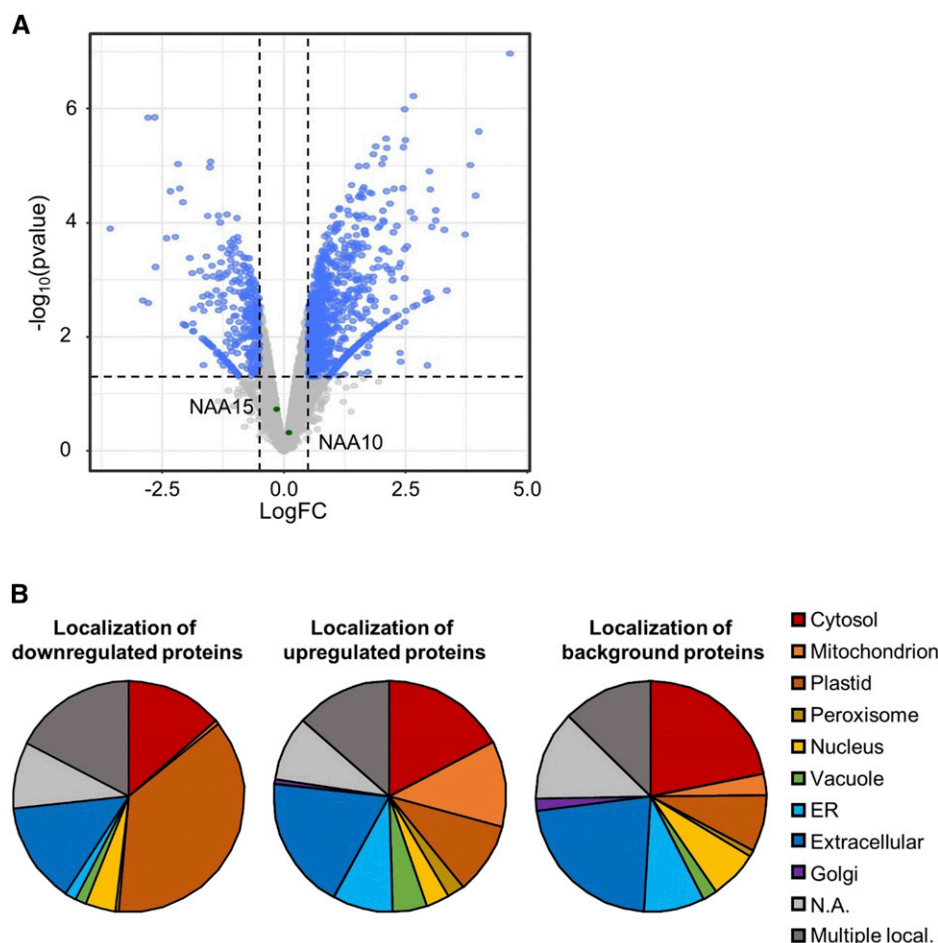 A
-log10(pvalue)
6
4
2
0
NAA15
NAA10
-2.5
0.0
2.5
5.0
LogFC
B
Localization of
downregulated proteins
Localization of
upregulated proteins
Localization of
background proteins
Cytosol
Mitochondrion
Plastid
Peroxisome
Nucleus
Vacuole
ER
Extracellular
Golgi
N.A.
Multiple local.